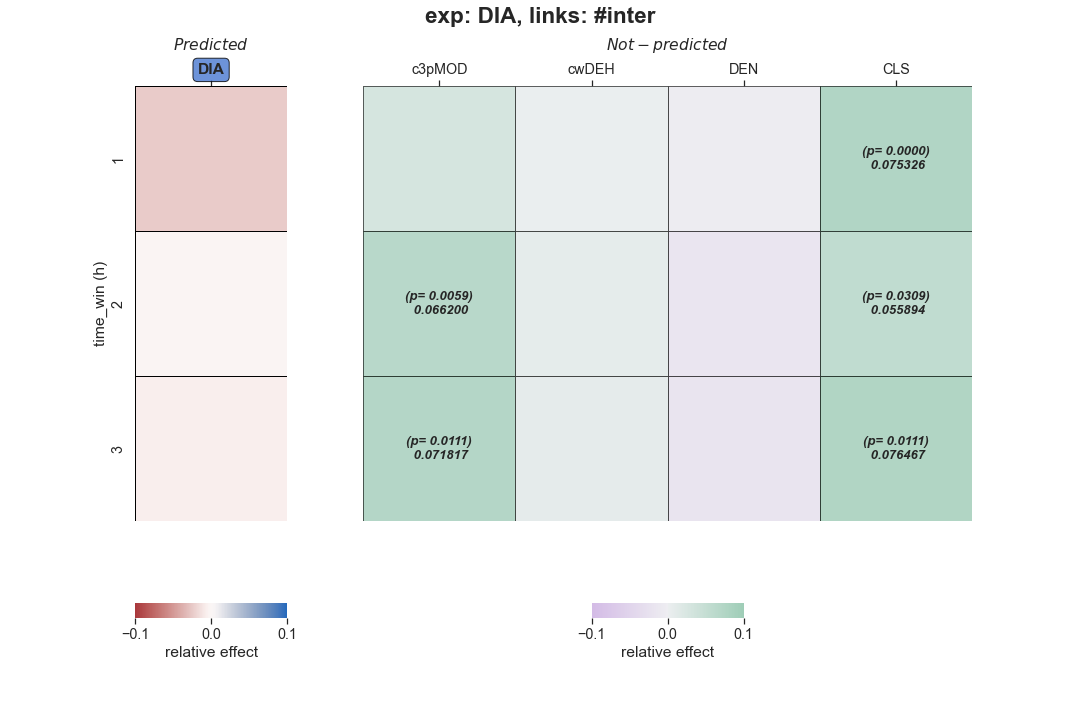 exp: DIA, links: #inter
Predicted
Not − predicted
DIA
c3pMOD
cwDEH
DEN
CLS
time_win (h)
1
(p= 0.0000)
0.075326
2
(p= 0.0059)
0.066200
(p= 0.0309)
0.055894
3
(p= 0.0111)
0.071817
(p= 0.0111)
0.076467
−0.1
0.0
0.1
relative effect
−0.1
0.0
0.1
relative effect